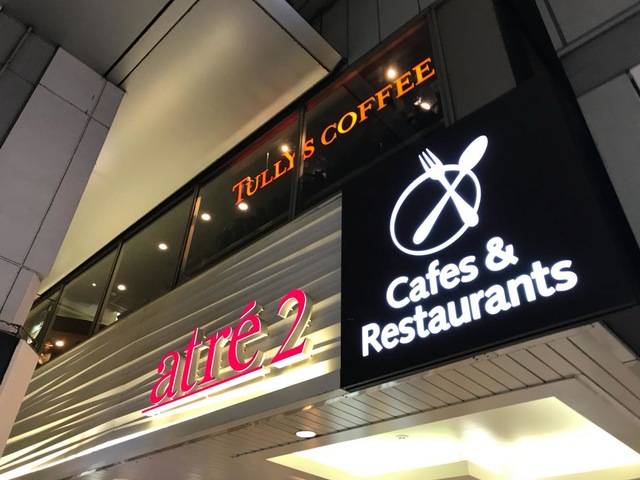 TULLY'S COFFEE
Cafes &
Restaurants
atré 2